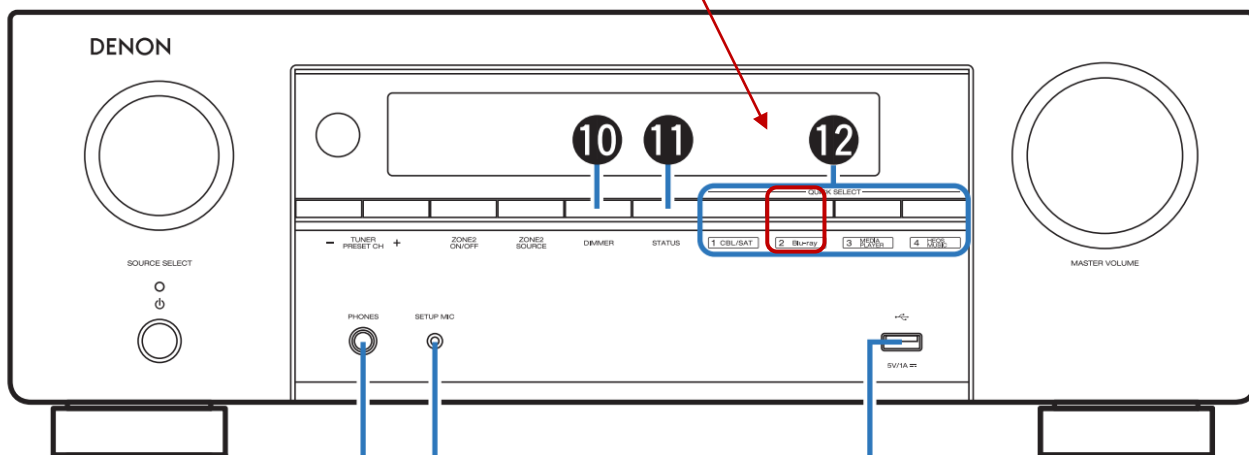 DENON
10 11 12
QUICK SELECT
− TUNER PRESET CH +
ZONE2 ON/OFF
ZONE2 SOURCE
DIMMER
STATUS
1 CBL/SAT
2 Blu-ray
3 MEDIA PLAYER
4 HEOS MUSIC
SOURCE SELECT
MASTER VOLUME
PHONES
SETUP MIC
5V/1A